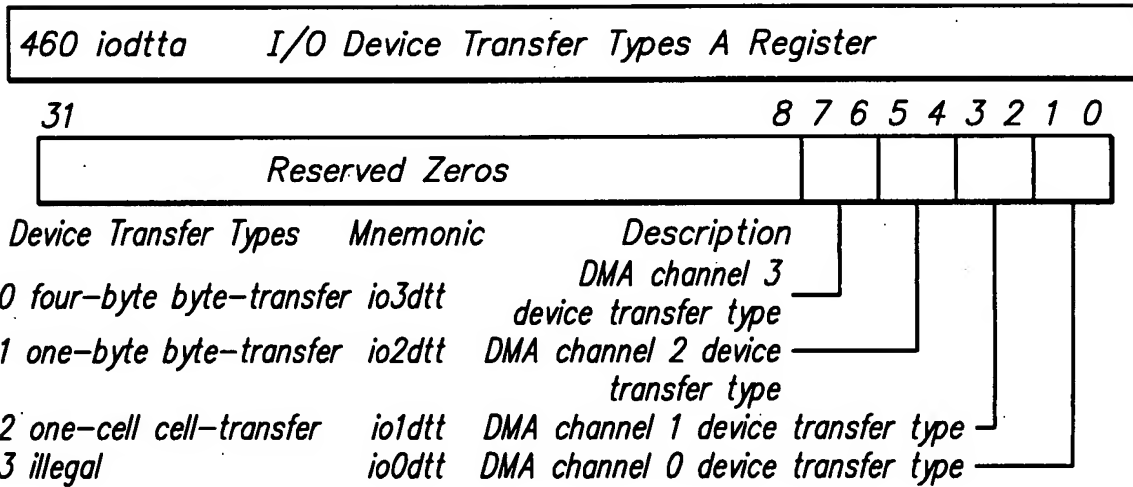 460 iodtta I/O Device Transfer Types A Register
31 8 7 6 5 4 3 2 1 0
Reserved Zeros
Device Transfer Types Mnemonic Description
DMA channel 3
0 four-byte byte-transfer io3dtt
device transfer type
1 one-byte byte-transfer io2dtt DMA channel 2 device
transfer type
2 one-cell cell-transfer io1dtt DMA channel 1 device transfer type
3 illegal io0dtt DMA channel 0 device transfer type